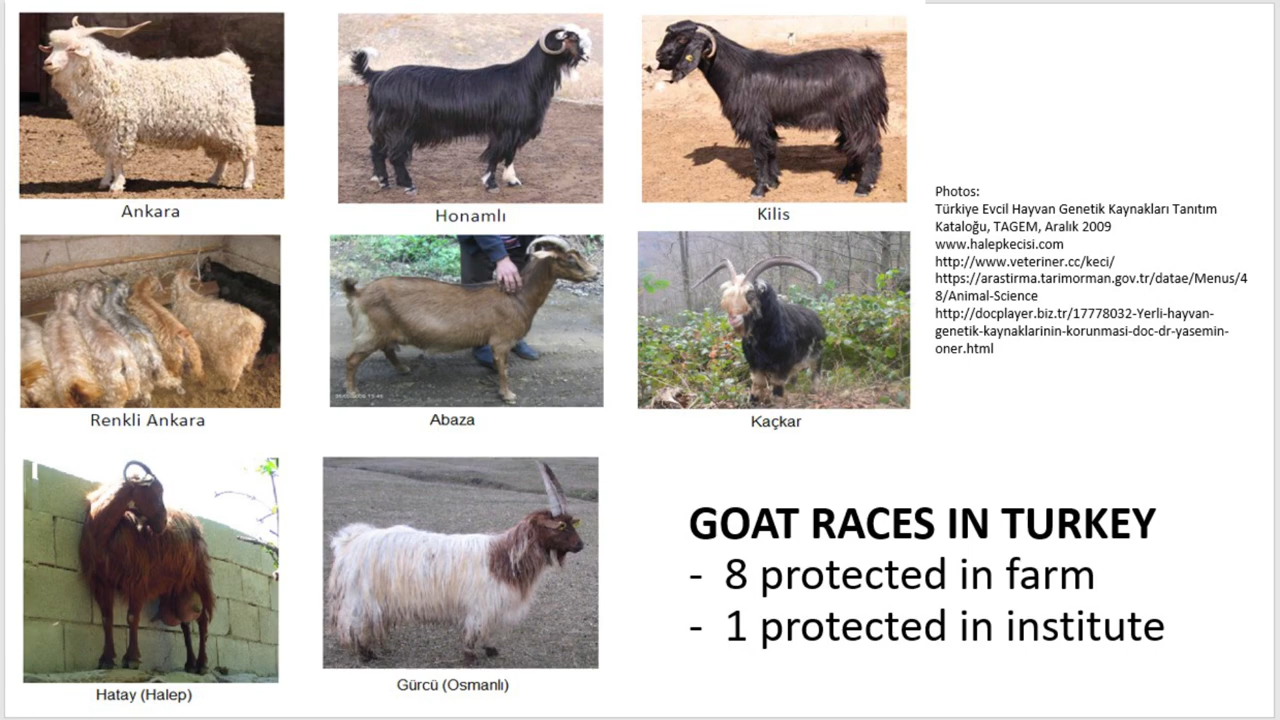 Ankara
Honamlı
Kilis
Photos:
Türkiye Evcil Hayvan Genetik Kaynakları Tanıtım
Kataloğu, TAGEM, Aralık 2009
www.halepkecisi.com
http://www.veteriner.cc/keci/
https://arastirma.tarimorman.gov.tr/datae/Menus/4
8/Animal-Science
http://docplayer.biz.tr/17778032-Yerli-hayvan-
genetik-kaynaklarinin-korunmasi-doc-dr-yasemin-
oner.html
Renkli Ankara
Abaza
Kaçkar
Hatay (Halep)
Gürcü (Osmanlı)
GOAT RACES IN TURKEY
- 8 protected in farm
- 1 protected in institute